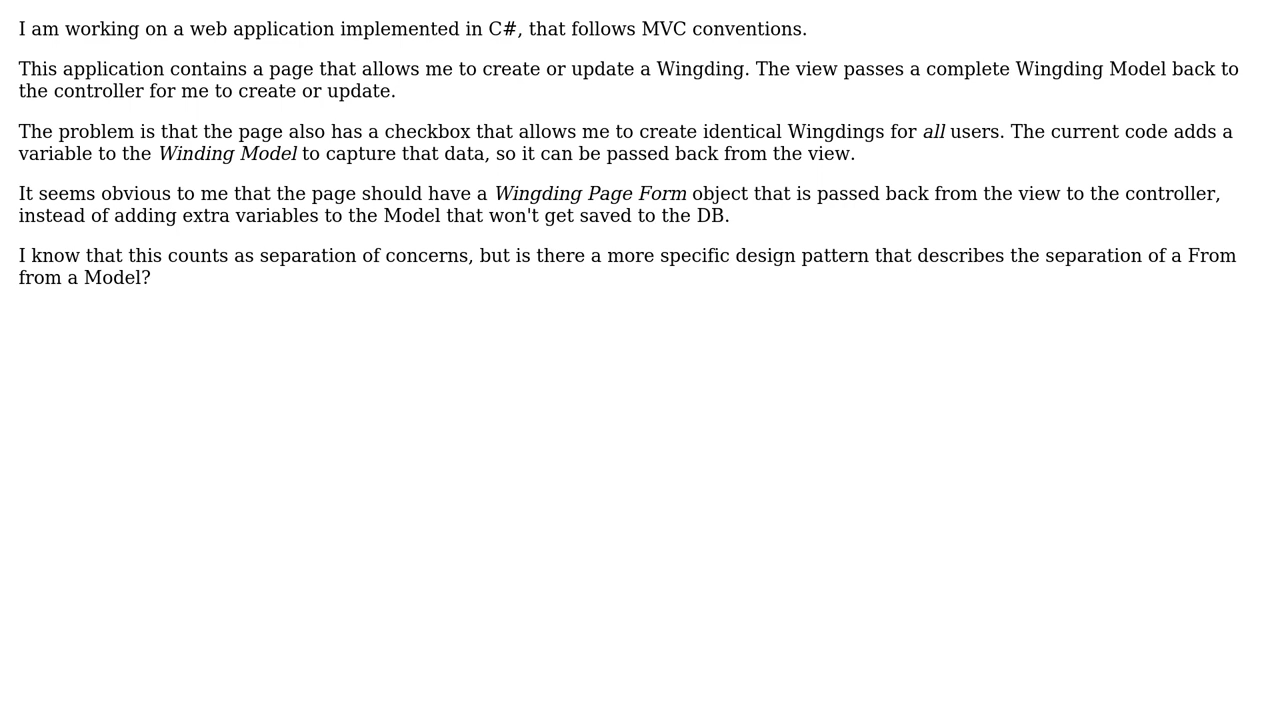 I am working on a web application implemented in C#, that follows MVC conventions.
This application contains a page that allows me to create or update a Wingding. The view passes a complete Wingding Model back to
the controller for me to create or update.
The problem is that the page also has a checkbox that allows me to create identical Wingdings for all users. The current code adds a
variable to the Winding Model to capture that data, so it can be passed back from the view.
It seems obvious to me that the page should have a Wingding Page Form object that is passed back from the view to the controller,
instead of adding extra variables to the Model that won't get saved to the DB.
I know that this counts as separation of concerns, but is there a more specific design pattern that describes the separation of a From
from a Model?